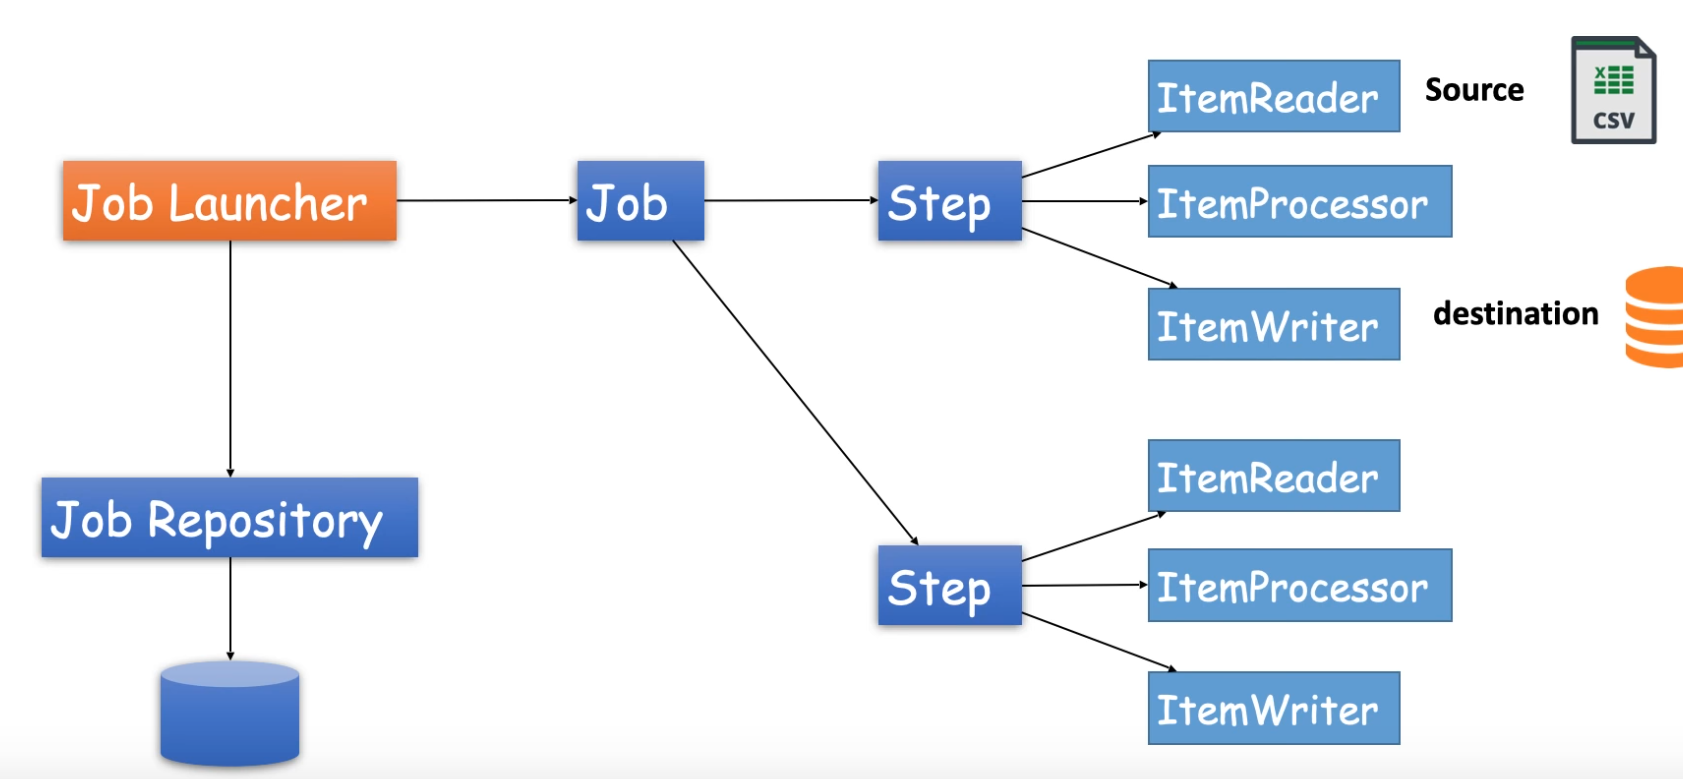 ItemReader
Source
X
CSV
Job Launcher
Job
Step
ItemProcessor
ItemWriter
destination
ItemReader
Job Repository
Step
ItemProcessor
ItemWriter